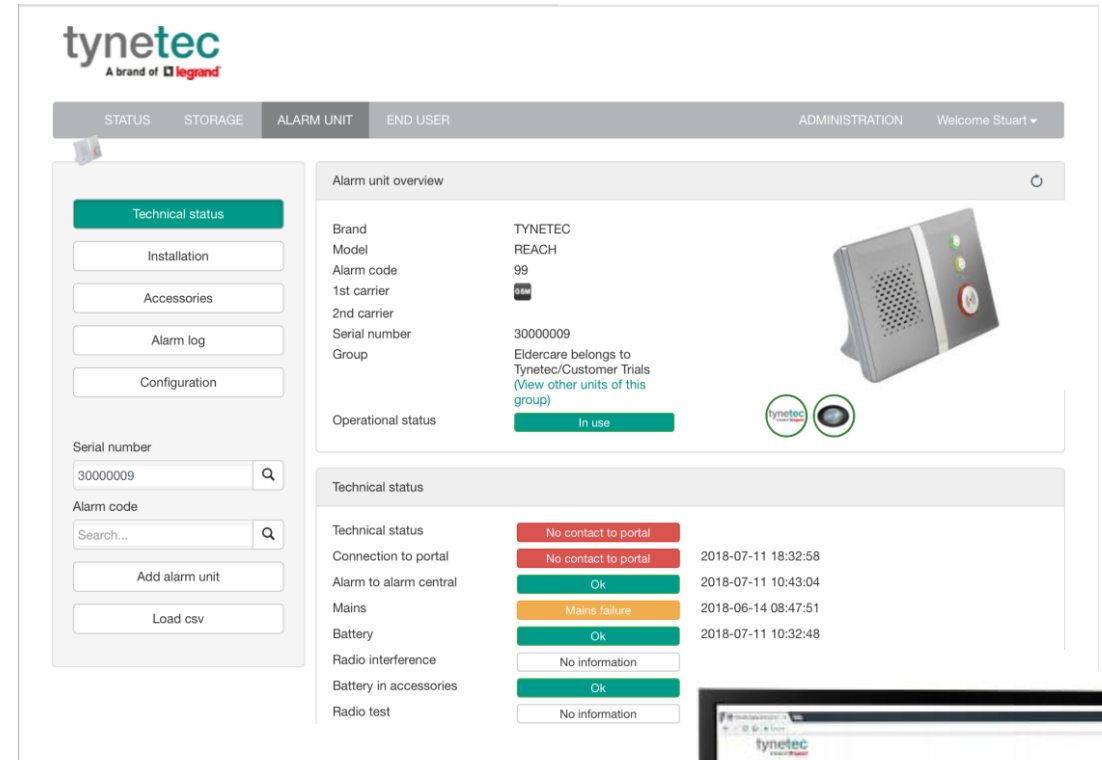 tynetec
A brand of legrand
STATUS STORAGE ALARM UNIT END USER ADMINISTRATION Welcome Stuart
Technical status
Installation
Accessories
Alarm log
Configuration
Serial number
30000009
Alarm code
Search...
Add alarm unit
Load csv
Alarm unit overview
Brand TYNETEC
Model REACH
Alarm code 99
1st carrier GSM
2nd carrier
Serial number 30000009
Group Eldercare belongs to
Tynetec/Customer Trials
(View other units of this
group)
Operational status In use
tynetec
Technical status
Technical status No contact to portal
Connection to portal No contact to portal 2018-07-11 18:32:58
Alarm to alarm central Ok 2018-07-11 10:43:04
Mains Mains failure 2018-06-14 08:47:51
Battery Ok 2018-07-11 10:32:48
Radio interference No information
Battery in accessories Ok
Radio test No information
tynetec